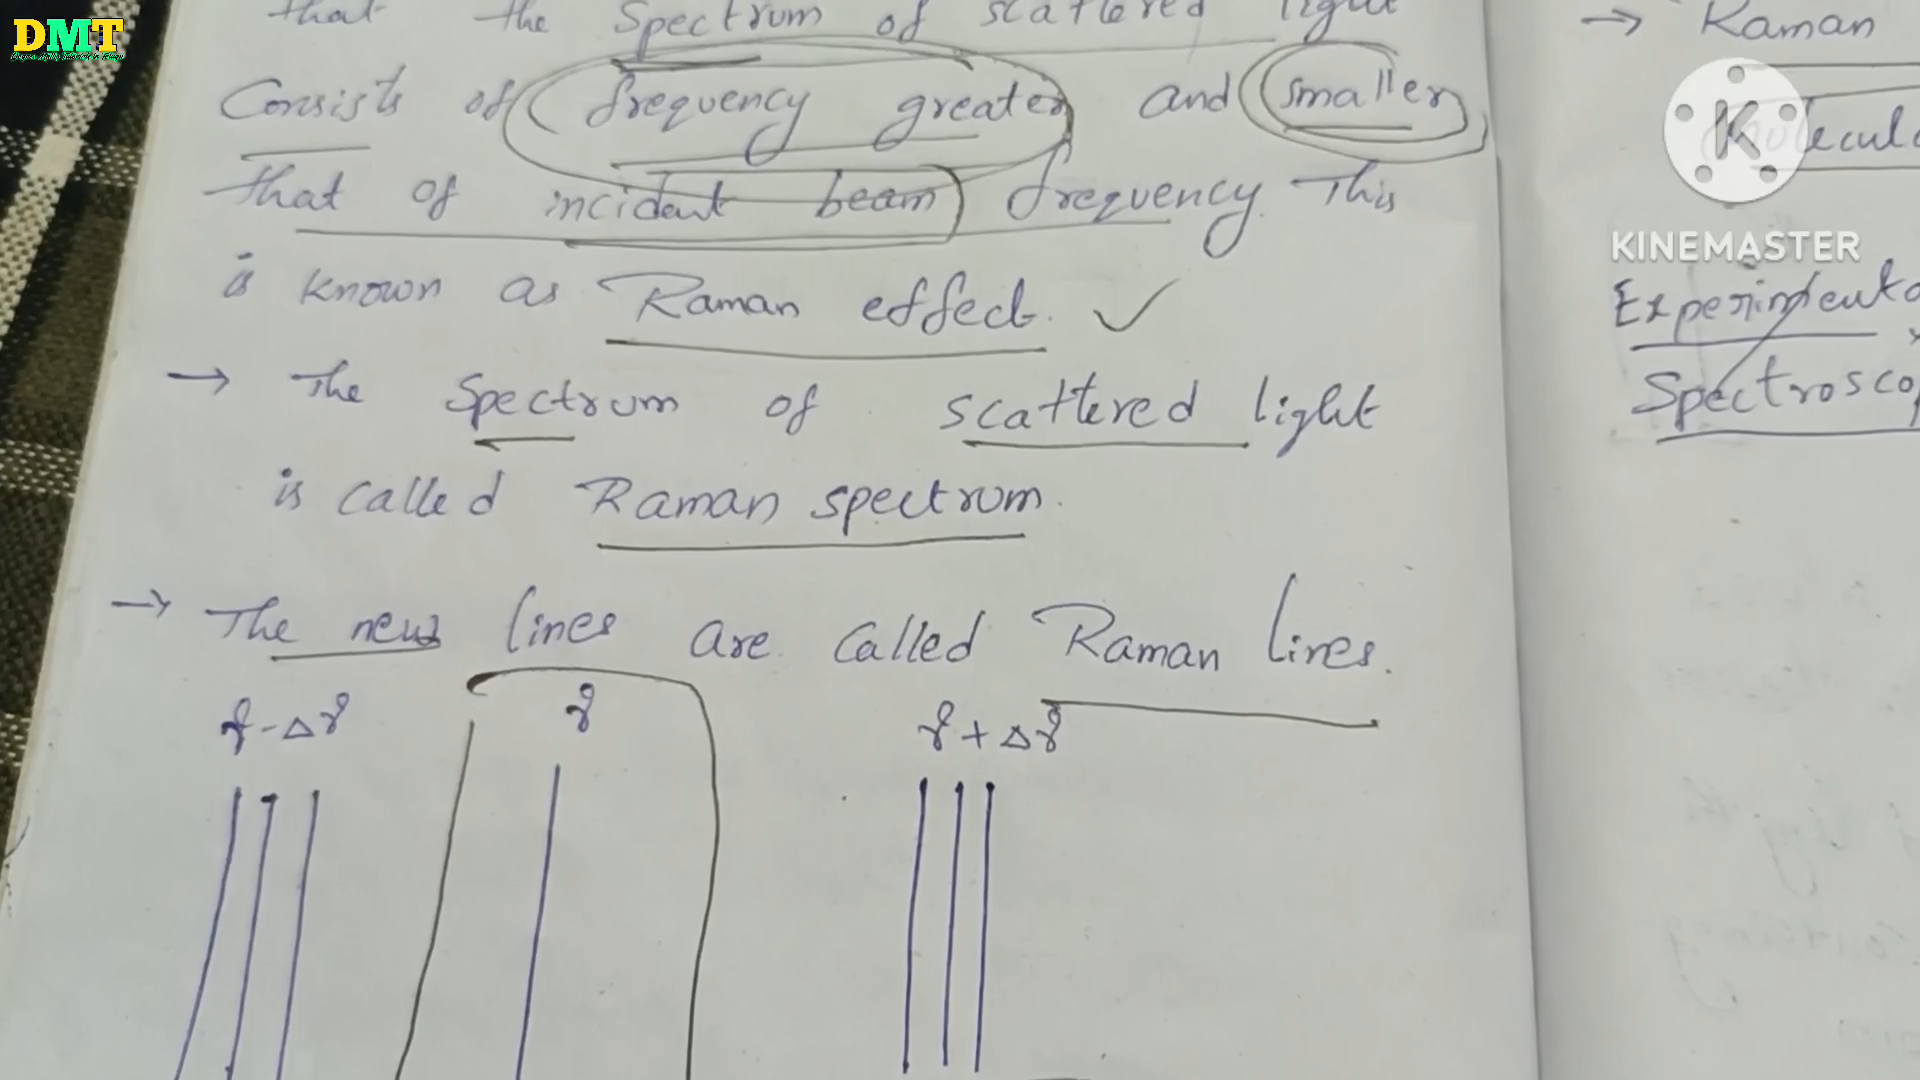 DMT
that the Spectrum of scattered light
Consists of frequency greater and smaller
that of incident beam frequency. This
is known as Raman effect. ✓
→ The Spectrum of scattered light
is called Raman spectrum.
→ The new lines are called Raman lines.
γ-Δγ γ γ+Δγ
→ Raman
KINEMASTER
Spectrosco